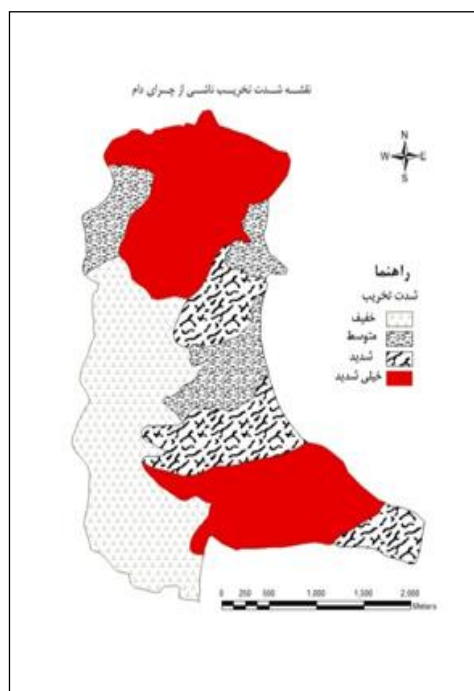 نقشه شدت تخریب ناشی از چرای دام
N
W E
S
راهنما
شدت تخریب
خفیف
متوسط
شدید
خیلی شدید
0 250 500 1,000 1,500 2,000
Meters